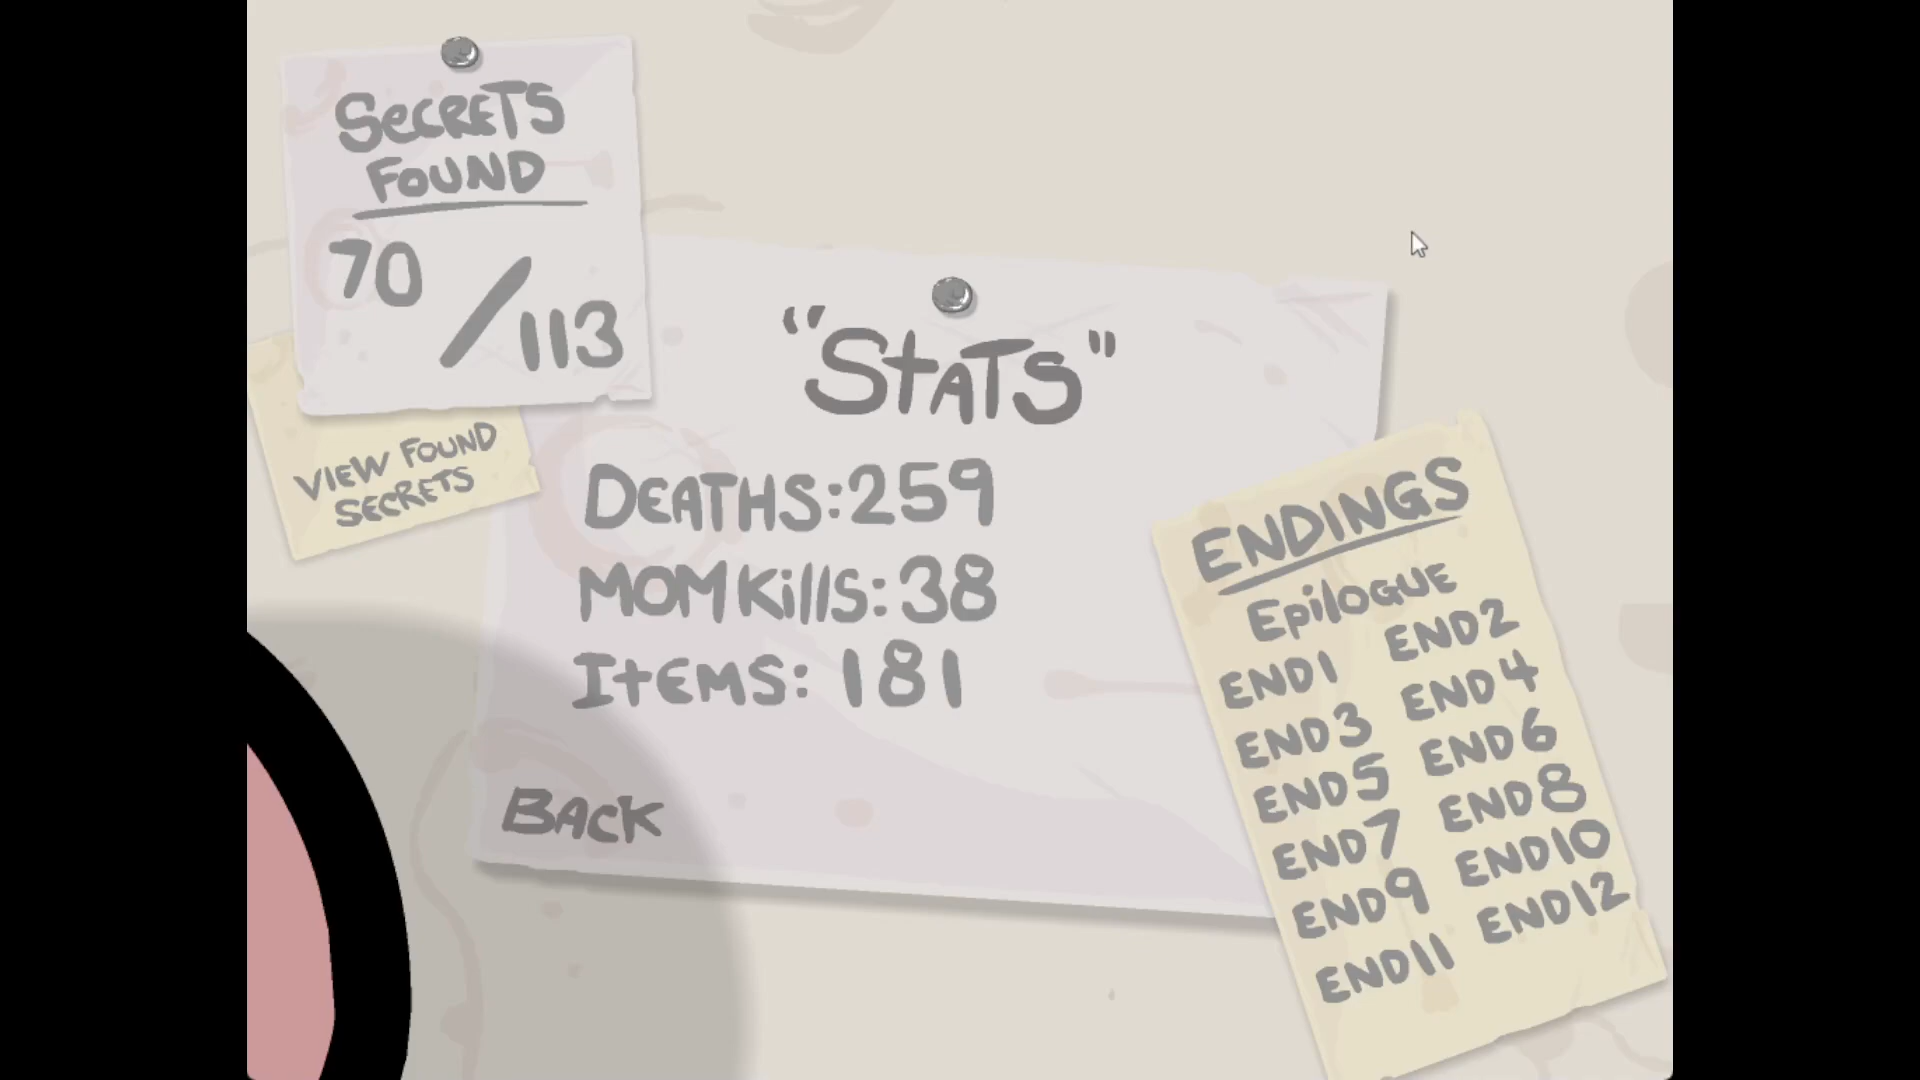 SECRETS
FOUND
70/113
VIEW FOUND
SECRETS
"STATS"
DEATHS:259
MOM Kills:38
ITEMS: 181
BACK
ENDINGS
EpilogUE
END1 END2
END3 END4
END5 END6
END7 END8
END9 END10
END11 END12